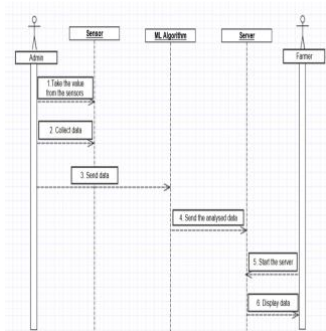 Sensor
ML Algorithm
Server
Admin
Farmer
1.Take the value
from the sensors
2. Collect data
3. Send data
4. Send the analysed data
5. Start the server
6. Display data